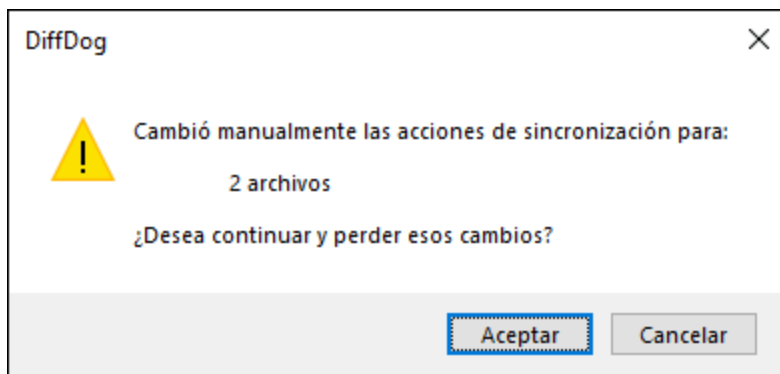 DiffDog
Cambió manualmente las acciones de sincronización para:
2 archivos
¿Desea continuar y perder esos cambios?
Aceptar
Cancelar